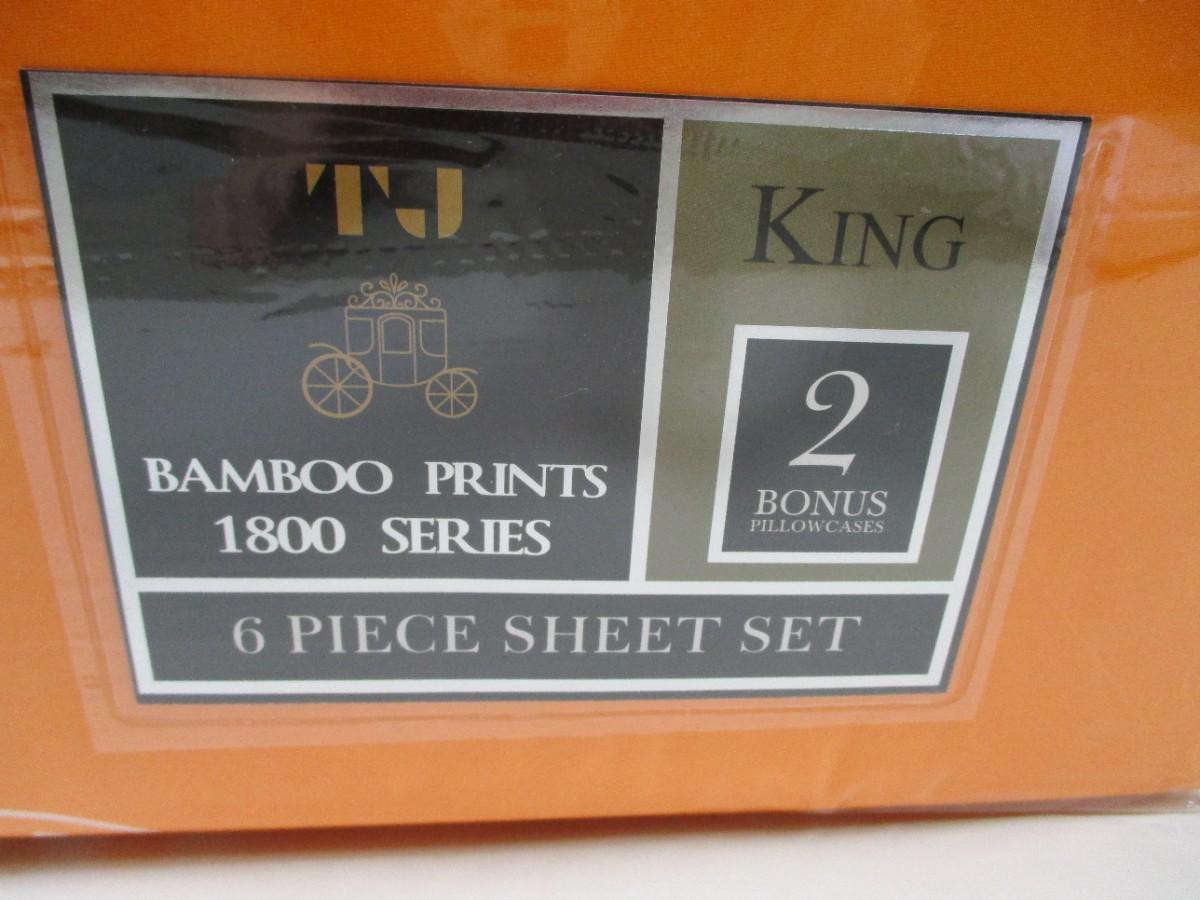 TJ
BAMBOO PRINTS
1800 SERIES
KING
2
BONUS
PILLOWCASES
6 PIECE SHEET SET